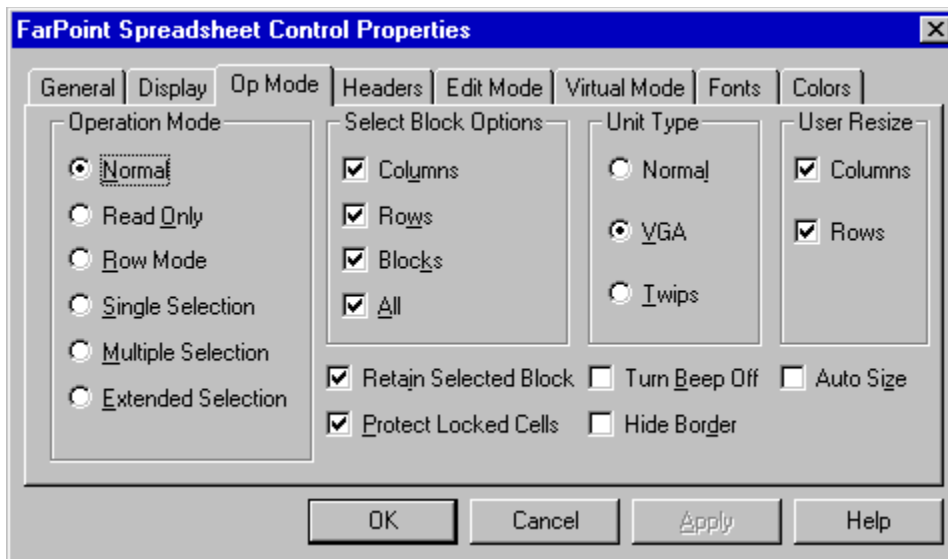 FarPoint Spreadsheet Control Properties
General Display Op Mode Headers Edit Mode Virtual Mode Fonts Colors
Operation Mode
Normal
Read Only
Row Mode
Single Selection
Multiple Selection
Extended Selection
Select Block Options
Columns
Rows
Blocks
All
Unit Type
Normal
VGA
Twips
User Resize
Columns
Rows
Retain Selected Block Turn Beep Off Auto Size
Protect Locked Cells Hide Border
OK Cancel Apply Help